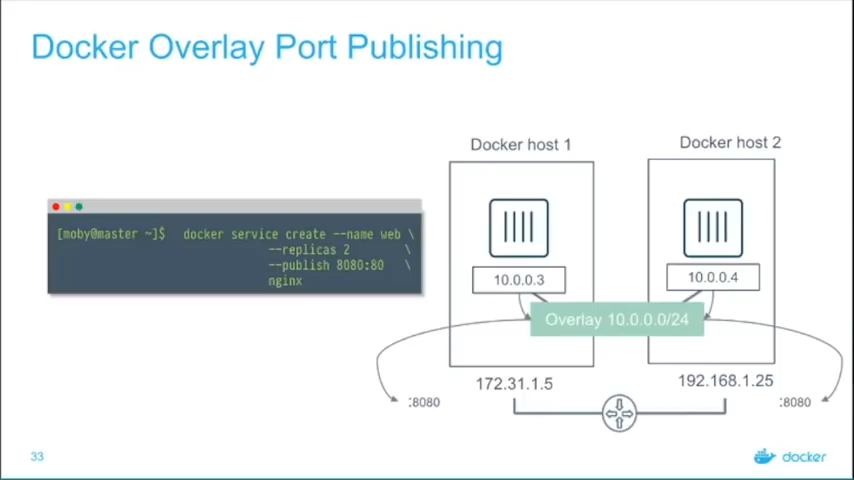 Docker Overlay Port Publishing
Docker host 1
Docker host 2
[moby@master ~]$ docker service create --name web \
--replicas 2 \
--publish 8080:80 \
nginx
10.0.0.3
10.0.0.4
Overlay 10.0.0.0/24
172.31.1.5
192.168.1.25
:8080
:8080
33
docker